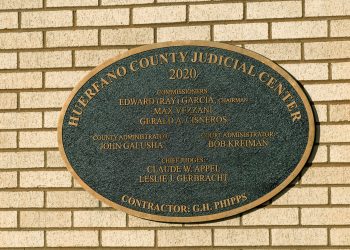 HUERFANO COUNTY JUDICIAL CENTER
2020
COMMISSIONERS
EDWARD (RAY) GARCIA, CHAIRMAN
MAX VEZZANI
GERALD A. CISNEROS
COUNTY ADMINISTRATOR
JOHN GALUSHA
COURT ADMINISTRATOR
BOB KREIMAN
CHIEF JUDGES
CLAUDE W. APPEL
LESLIE J. GERBRACHT
CONTRACTOR: G.H. PHIPPS